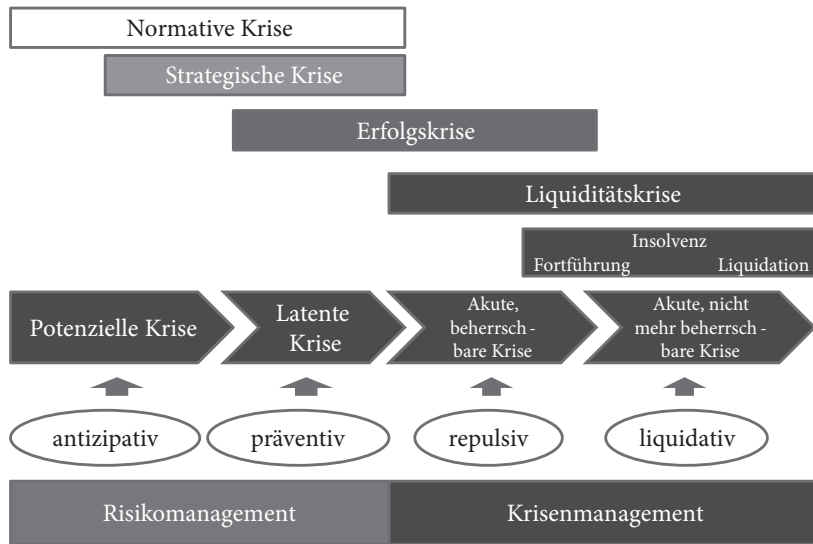 Normative Krise
Strategische Krise
Erfolgskrise
Liquiditätskrise
Insolvenz
Fortführung Liquidation
Potenzielle Krise
Latente
Krise
Akute,
beherrsch -
bare Krise
Akute, nicht
mehr beherrsch -
bare Krise
antizipativ
präventiv
repulsiv
liquidativ
Risikomanagement
Krisenmanagement